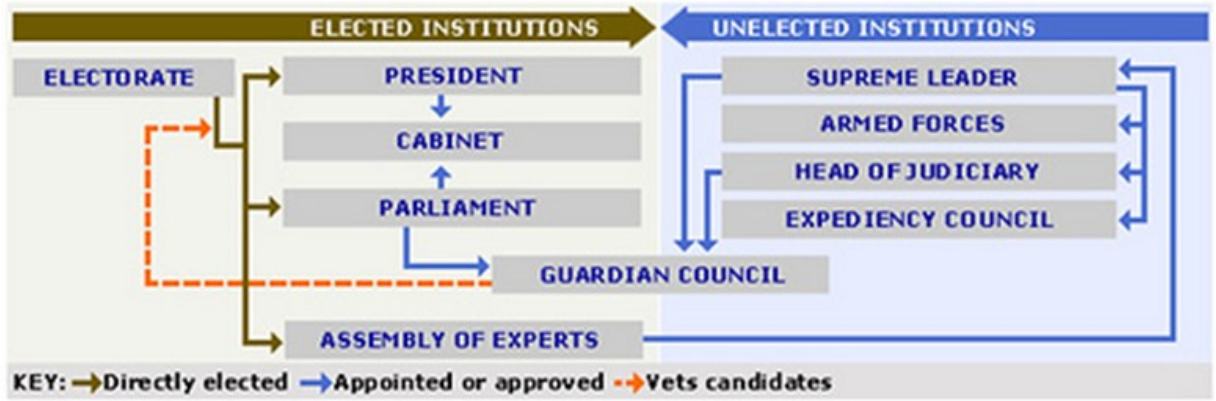 ELECTED INSTITUTIONS
UNELECTED INSTITUTIONS
ELECTORATE
PRESIDENT
SUPREME LEADER
CABINET
ARMED FORCES
HEAD OF JUDICIARY
PARLIAMENT
EXPEDIENCY COUNCIL
GUARDIAN COUNCIL
ASSEMBLY OF EXPERTS
KEY: Directly elected Appointed or approved Vets candidates